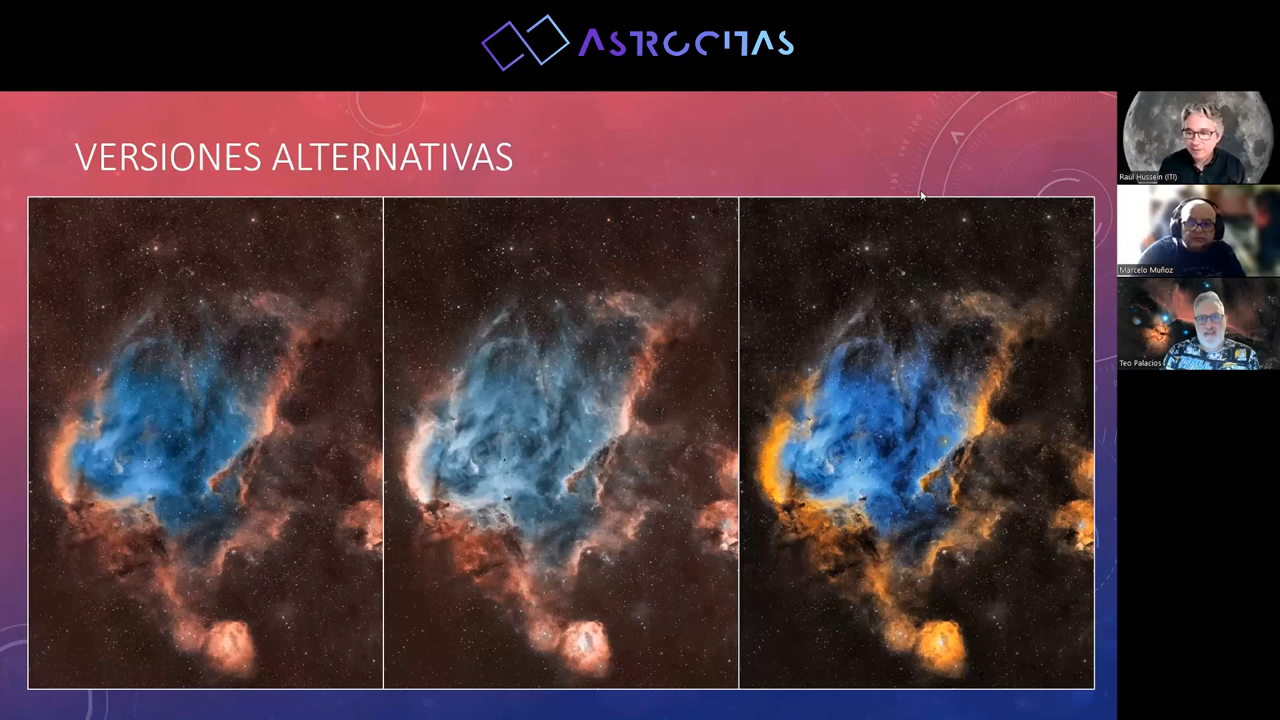 ASTROCITAS
VERSIONES ALTERNATIVAS
Raúl Hussein (ITI)
Marcelo Muñoz
Teo Palacios